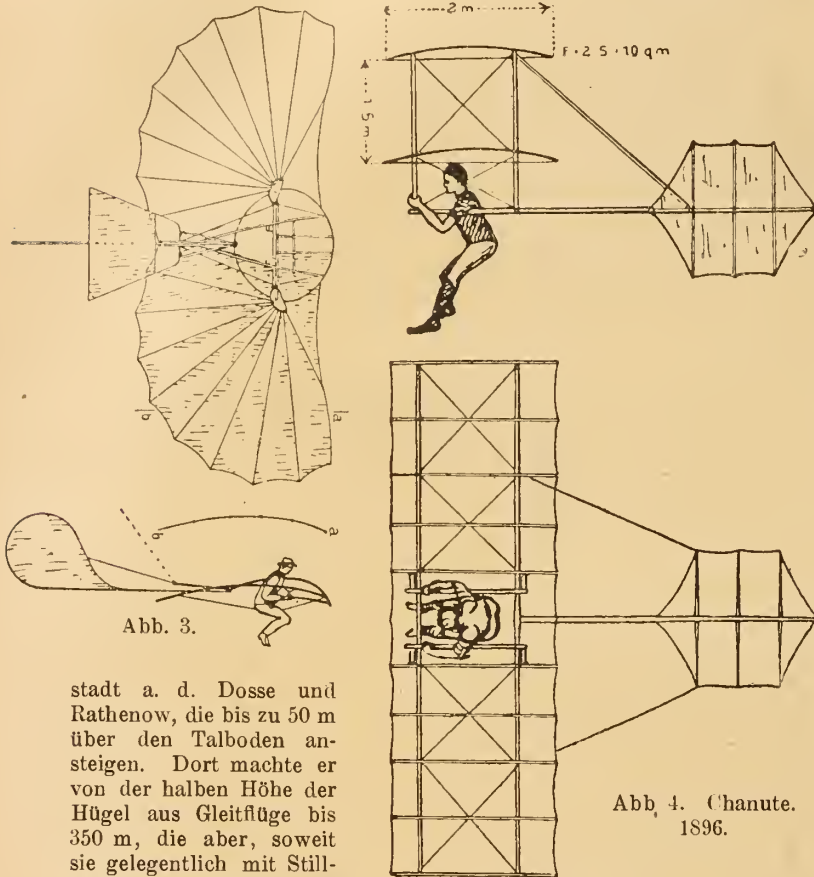 2 m
F = 2 S = 10 qm
1,5 m
b
a
b
a
Abb. 3.
stadt a. d. Dosse und
Rathenow, die bis zu 50 m
über den Talboden an-
steigen. Dort machte er
von der halben Höhe der
Hügel aus Gleitflüge bis
350 m, die aber, soweit
sie gelegentlich mit Still-
Abb. 4. Chanute.
1896.